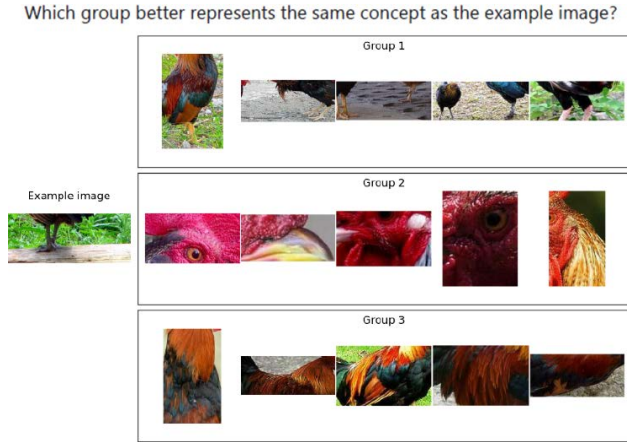 Which group better represents the same concept as the example image?
Group 1
Example image
Group 2
Group 3